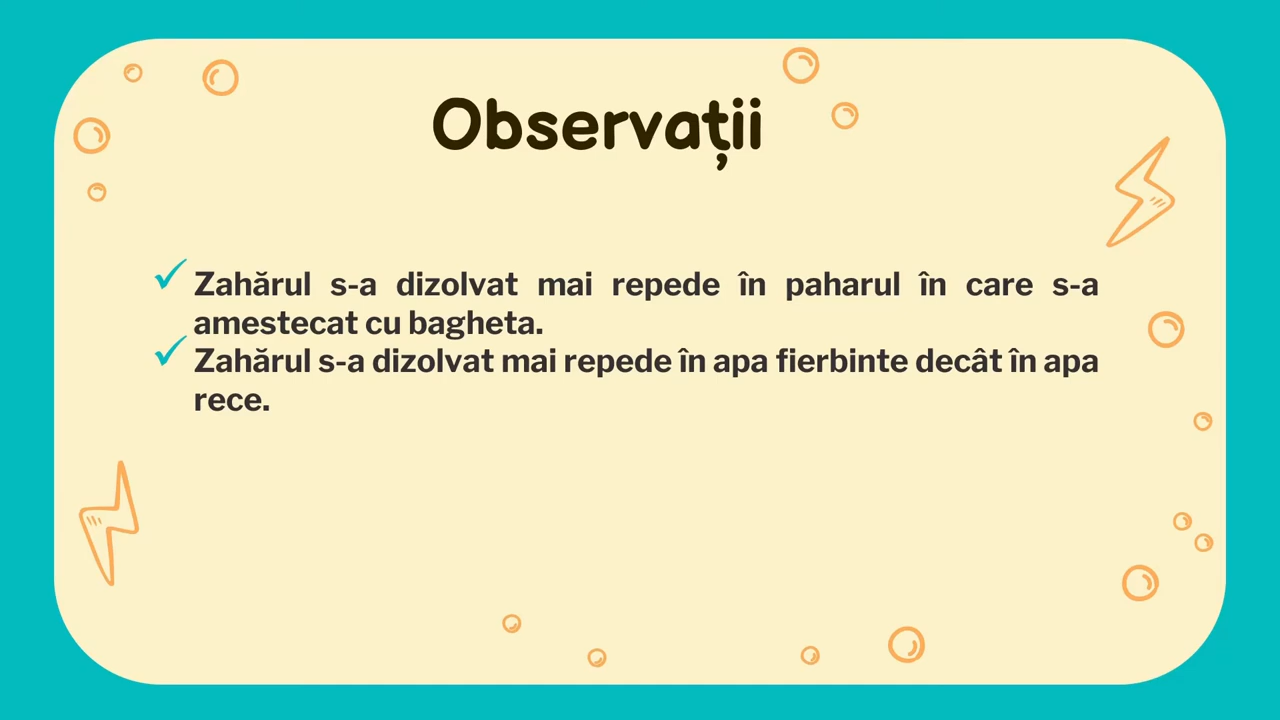 Observații
Zahărul s-a dizolvat mai repede în paharul în care s-a
amestecat cu bagheta.
Zahărul s-a dizolvat mai repede în apa fierbinte decât în apa
rece.